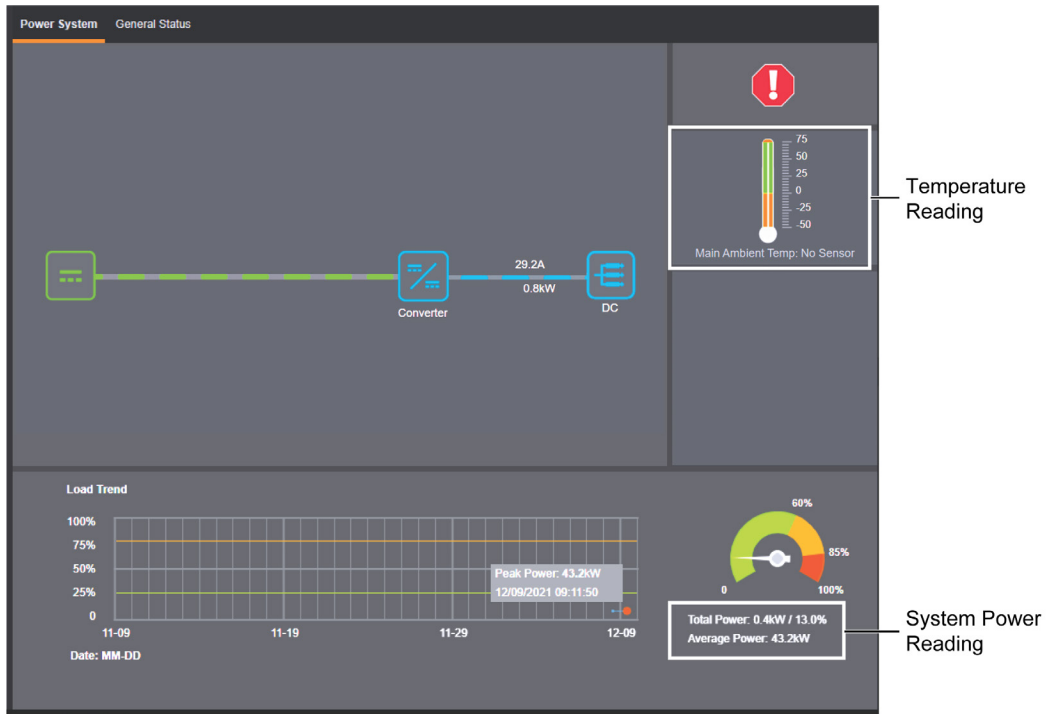 Power System General Status
75
50
25
0
-25
-50
Main Ambient Temp: No Sensor
Temperature
Reading
29.2A
0.8kW
Converter
DC
Load Trend
100%
75%
50%
25%
0
11-09 11-19 11-29 12-09
Date: MM-DD
Peak Power: 43.2kW
12/09/2021 09:11:50
60%
85%
0 100%
Total Power: 0.4kW / 13.0%
Average Power: 43.2kW
System Power
Reading